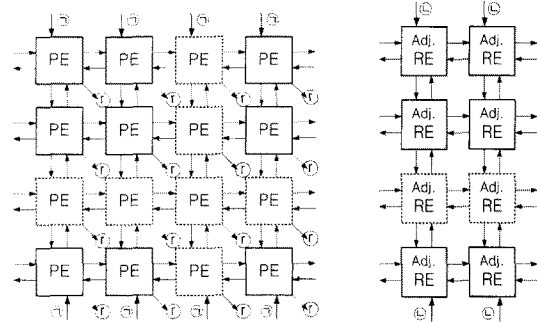 ㉠ ㉠ ㉠ ㉠
PE PE PE PE
ⓡ ⓡ ⓡ ⓡ
PE PE PE PE
ⓡ ⓡ ⓡ ⓡ
PE PE PE PE
ⓡ ⓡ ⓡ ⓡ
PE PE PE PE
㉠ ⓡ ㉠ ⓡ ㉠ ⓡ ㉠ ⓡ
㉡ ㉡
Adj. Adj.
RE RE
Adj. Adj.
RE RE
Adj. Adj.
RE RE
Adj. Adj.
RE RE
㉡ ㉡